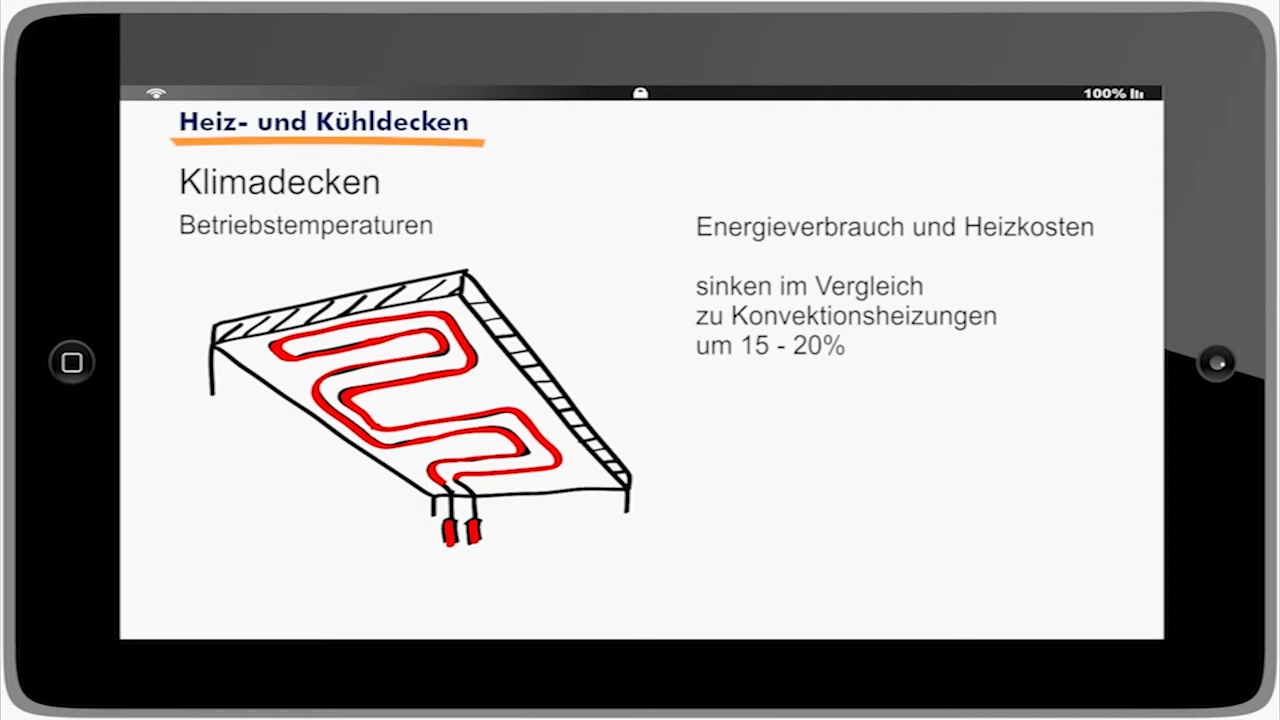 100%
Heiz- und Kühldecken
Klimadecken
Betriebstemperaturen
Energieverbrauch und Heizkosten
sinken im Vergleich
zu Konvektionsheizungen
um 15 - 20%